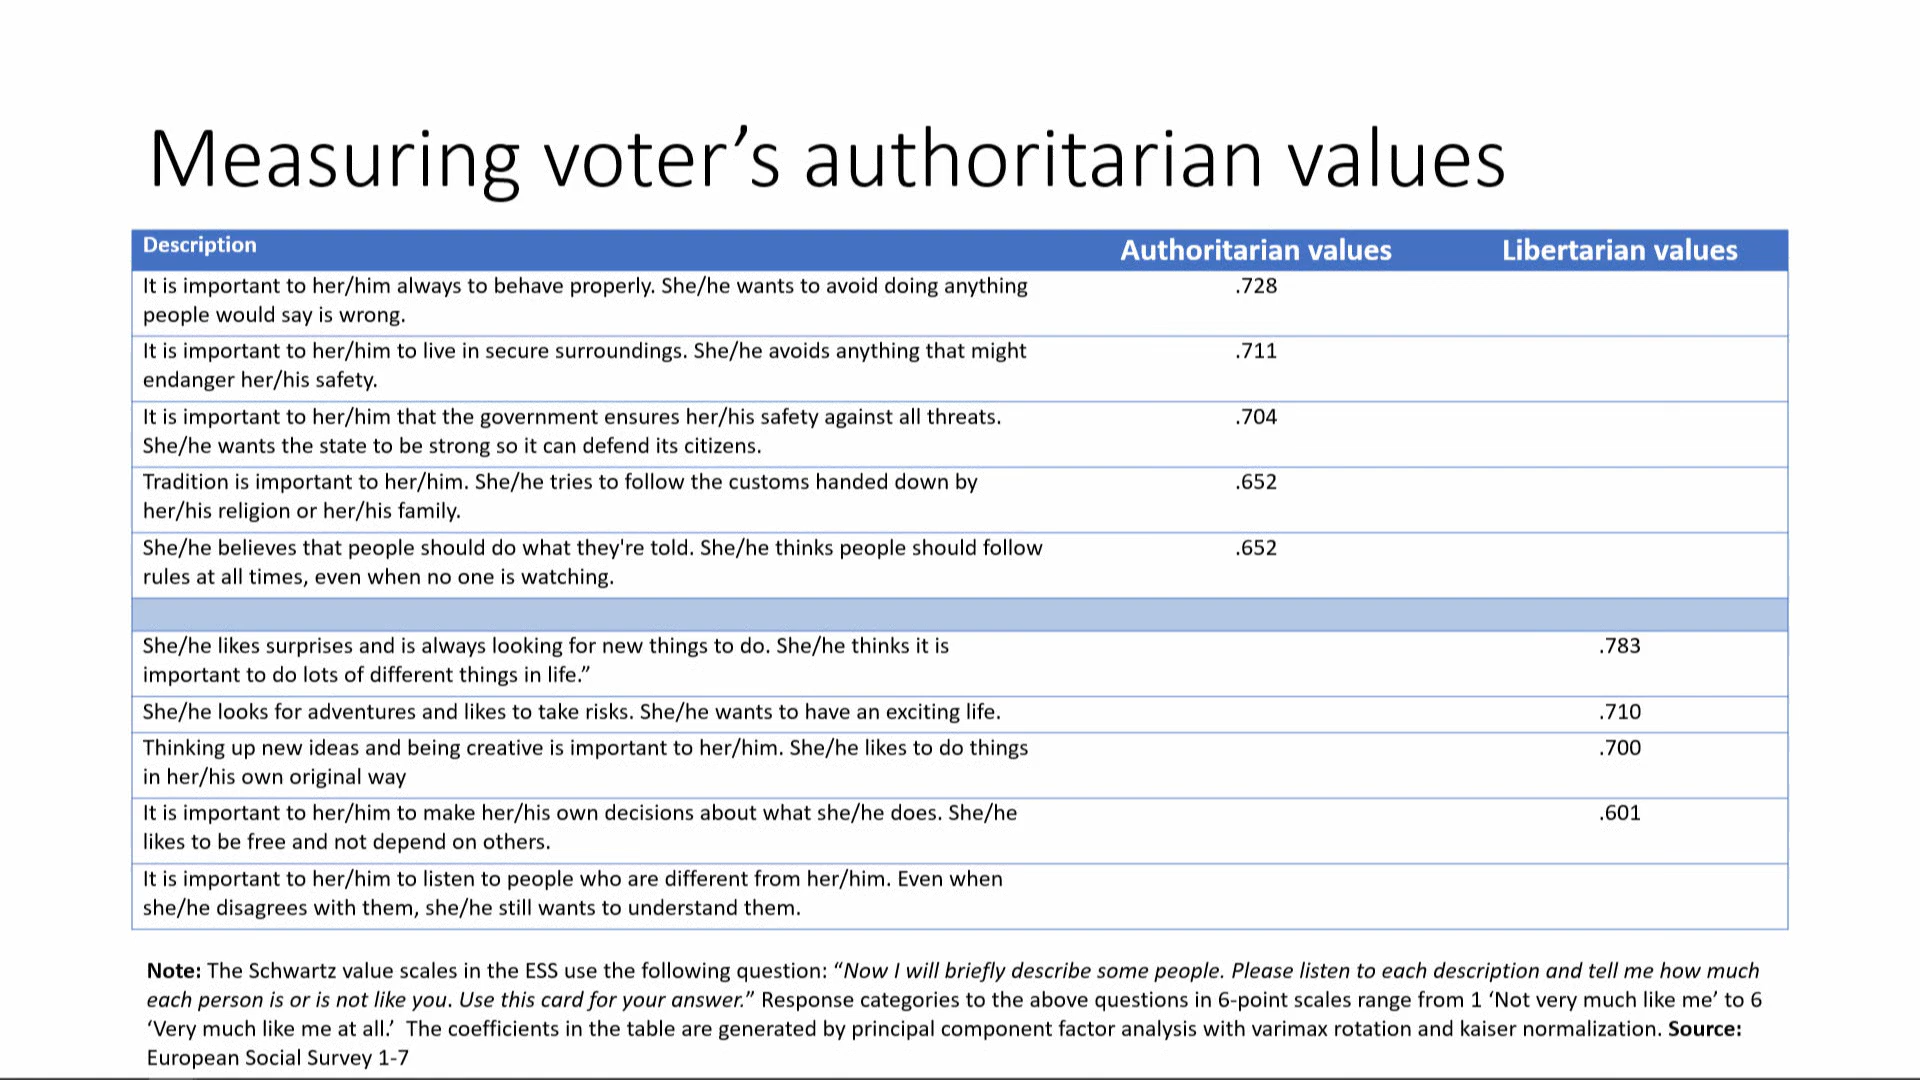 Measuring voter’s authoritarian values
Description Authoritarian values Libertarian values
It is important to her/him always to behave properly. She/he wants to avoid doing anything .728
people would say is wrong.
It is important to her/him to live in secure surroundings. She/he avoids anything that might .711
endanger her/his safety.
It is important to her/him that the government ensures her/his safety against all threats. .704
She/he wants the state to be strong so it can defend its citizens.
Tradition is important to her/him. She/he tries to follow the customs handed down by .652
her/his religion or her/his family.
She/he believes that people should do what they're told. She/he thinks people should follow .652
rules at all times, even when no one is watching.
She/he likes surprises and is always looking for new things to do. She/he thinks it is .783
important to do lots of different things in life.”
She/he looks for adventures and likes to take risks. She/he wants to have an exciting life. .710
Thinking up new ideas and being creative is important to her/him. She/he likes to do things .700
in her/his own original way
It is important to her/him to make her/his own decisions about what she/he does. She/he .601
likes to be free and not depend on others.
It is important to her/him to listen to people who are different from her/him. Even when
she/he disagrees with them, she/he still wants to understand them.
Note: The Schwartz value scales in the ESS use the following question: “Now I will briefly describe some people. Please listen to each description and tell me how much
each person is or is not like you. Use this card for your answer.” Response categories to the above questions in 6-point scales range from 1 ‘Not very much like me’ to 6
‘Very much like me at all.’ The coefficients in the table are generated by principal component factor analysis with varimax rotation and kaiser normalization. Source:
European Social Survey 1-7